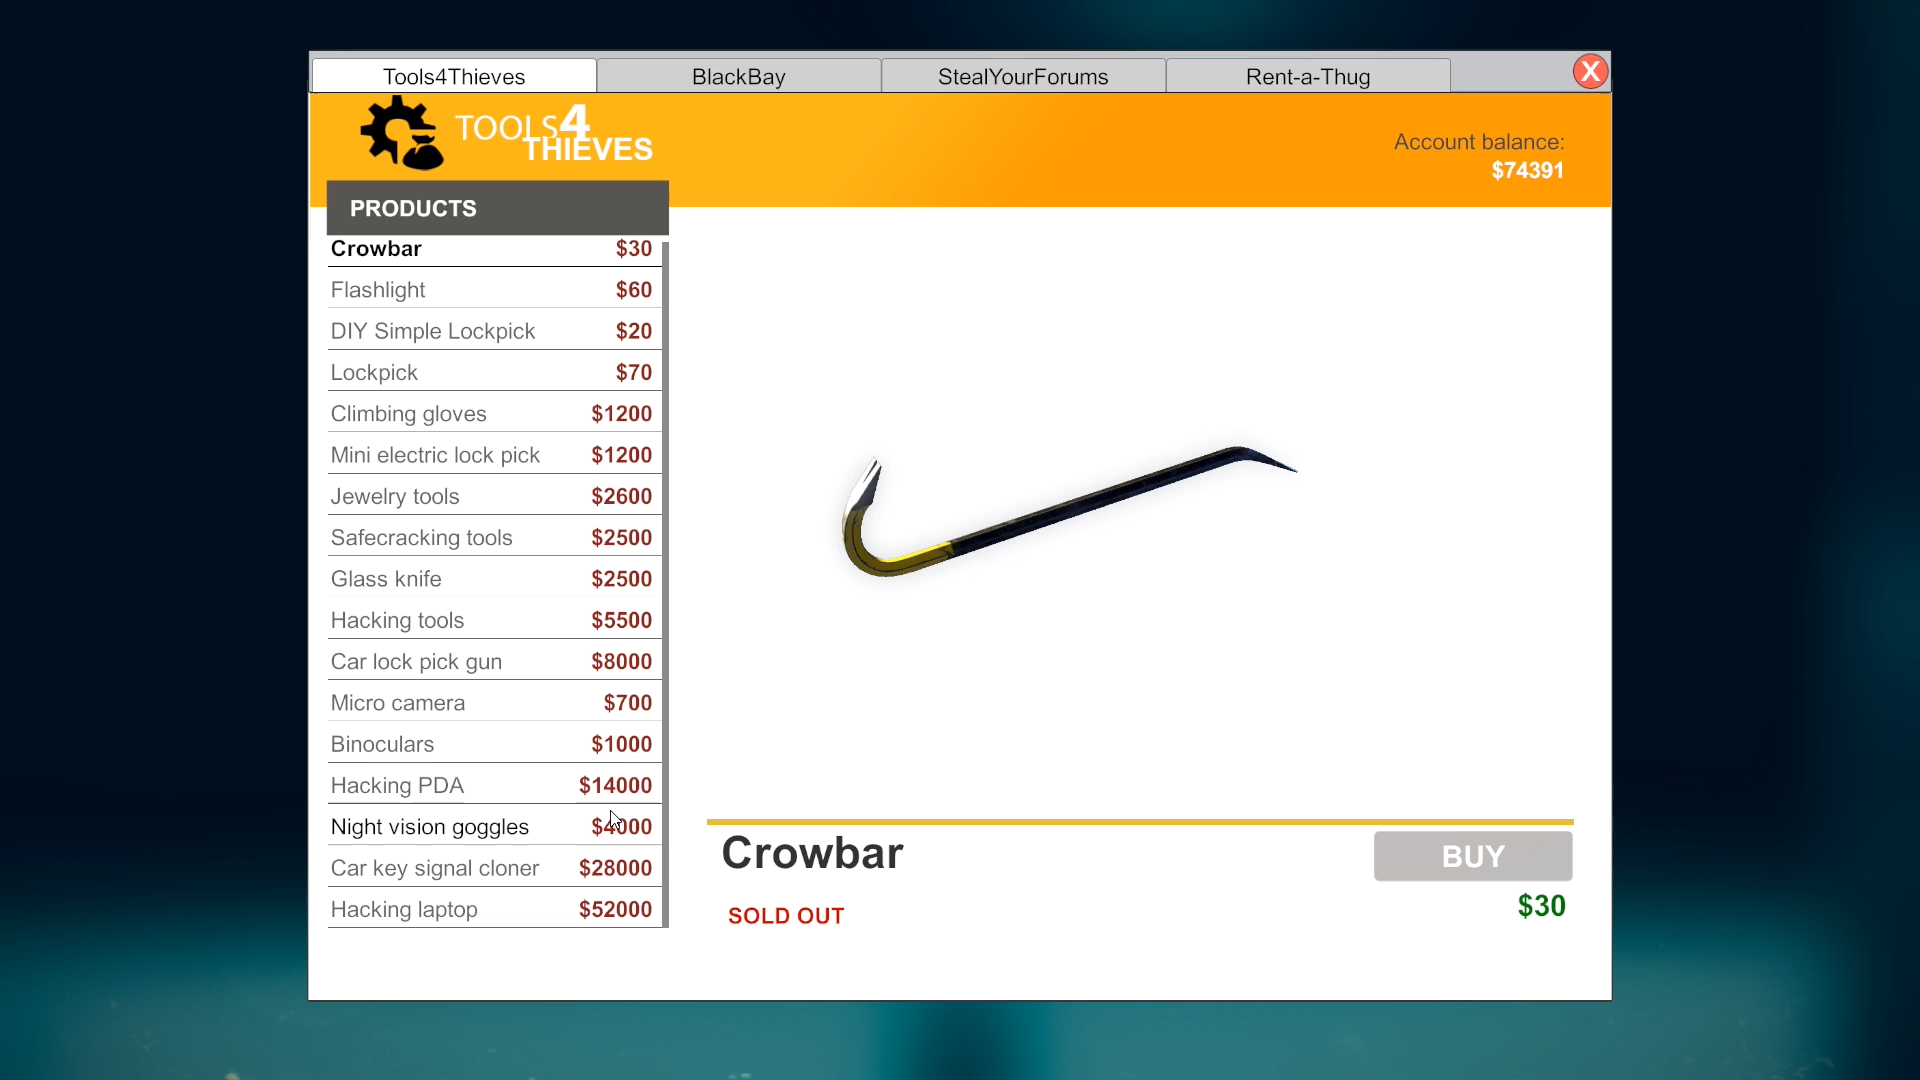 Tools4Thieves
BlackBay
StealYourForums
Rent-a-Thug
X
TOOLS4
THIEVES
Account balance:
$74391
PRODUCTS
Crowbar $30
Flashlight $60
DIY Simple Lockpick $20
Lockpick $70
Climbing gloves $1200
Mini electric lock pick $1200
Jewelry tools $2600
Safecracking tools $2500
Glass knife $2500
Hacking tools $5500
Car lock pick gun $8000
Micro camera $700
Binoculars $1000
Hacking PDA $14000
Night vision goggles $4000
Car key signal cloner $28000
Hacking laptop $52000
Crowbar
BUY
SOLD OUT
$30